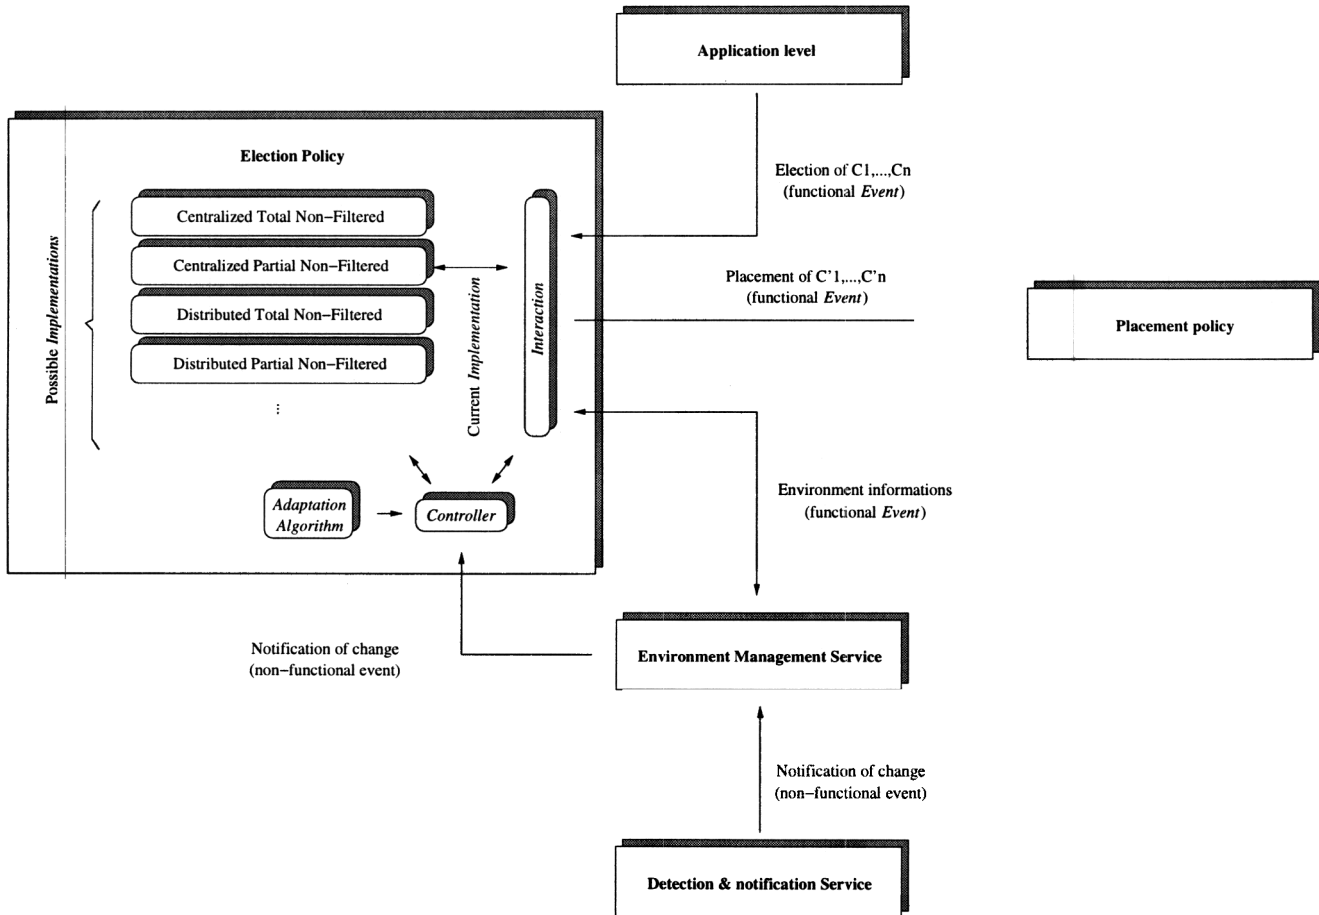 Application level
Election of C1,...,Cn
(functional Event)
Election Policy
Possible Implementations
Centralized Total Non−Filtered
Centralized Partial Non−Filtered
Distributed Total Non−Filtered
Distributed Partial Non−Filtered
...
Current Implementation
Interaction
Placement of C'1,...,C'n
(functional Event)
Placement policy
Adaptation
Algorithm
Controller
Environment informations
(functional Event)
Notification of change
(non−functional event)
Environment Management Service
Notification of change
(non−functional event)
Detection & notification Service